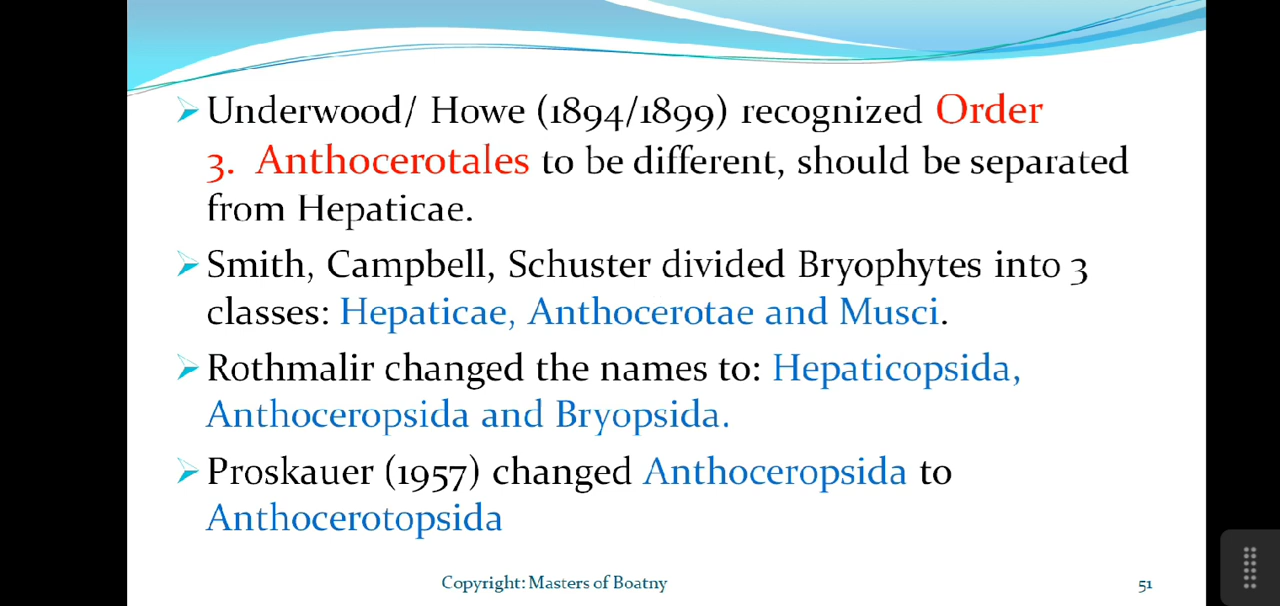 Underwood/ Howe (1894/1899) recognized Order
3. Anthocerotales to be different, should be separated
from Hepaticae.
Smith, Campbell, Schuster divided Bryophytes into 3
classes: Hepaticae, Anthocerotae and Musci.
Rothmalir changed the names to: Hepaticopsida,
Anthoceropsida and Bryopsida.
Proskauer (1957) changed Anthoceropsida to
Anthocerotopsida
Copyright: Masters of Boatny
51